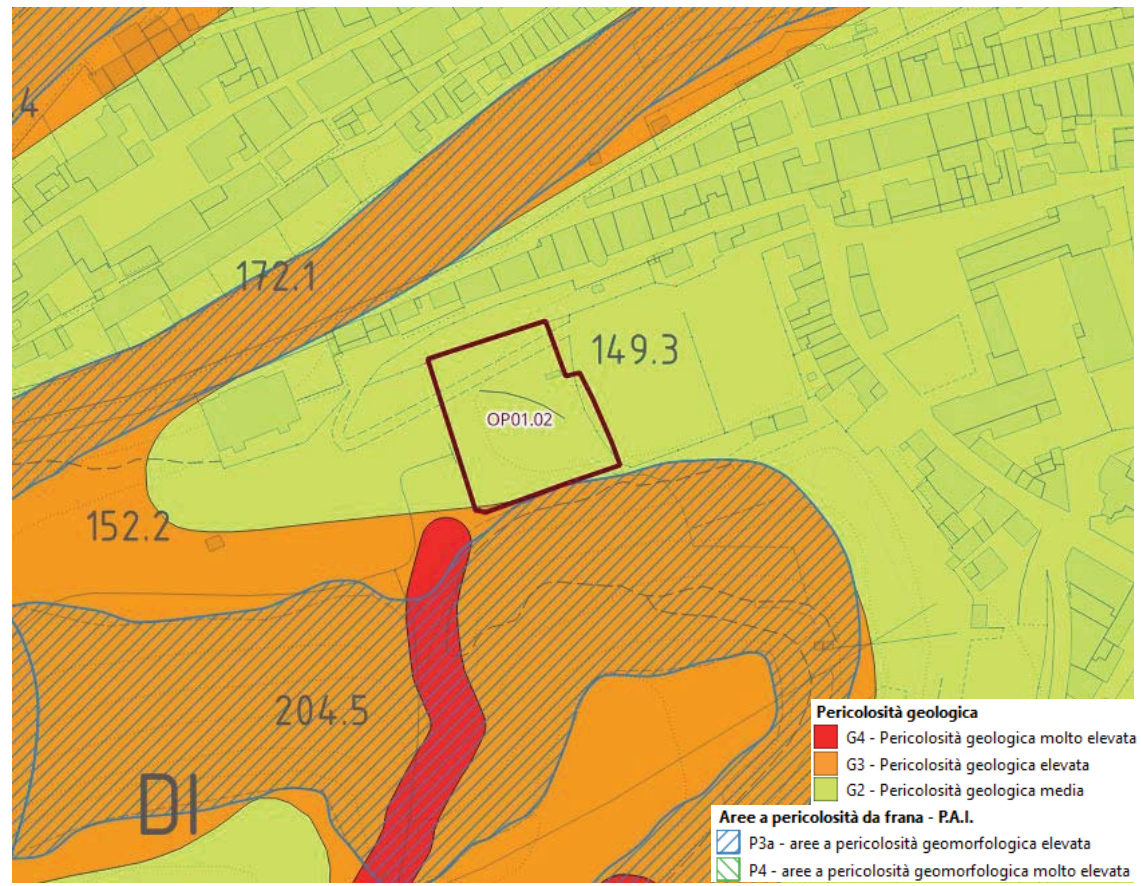 4
172.1
149.3
OP01.02
152.2
204.5
DI
Pericolosità geologica
G4 - Pericolosità geologica molto elevata
G3 - Pericolosità geologica elevata
G2 - Pericolosità geologica media
Aree a pericolosità da frana - P.A.I.
P3a - aree a pericolosità geomorfologica elevata
P4 - aree a pericolosità geomorfologica molto elevata